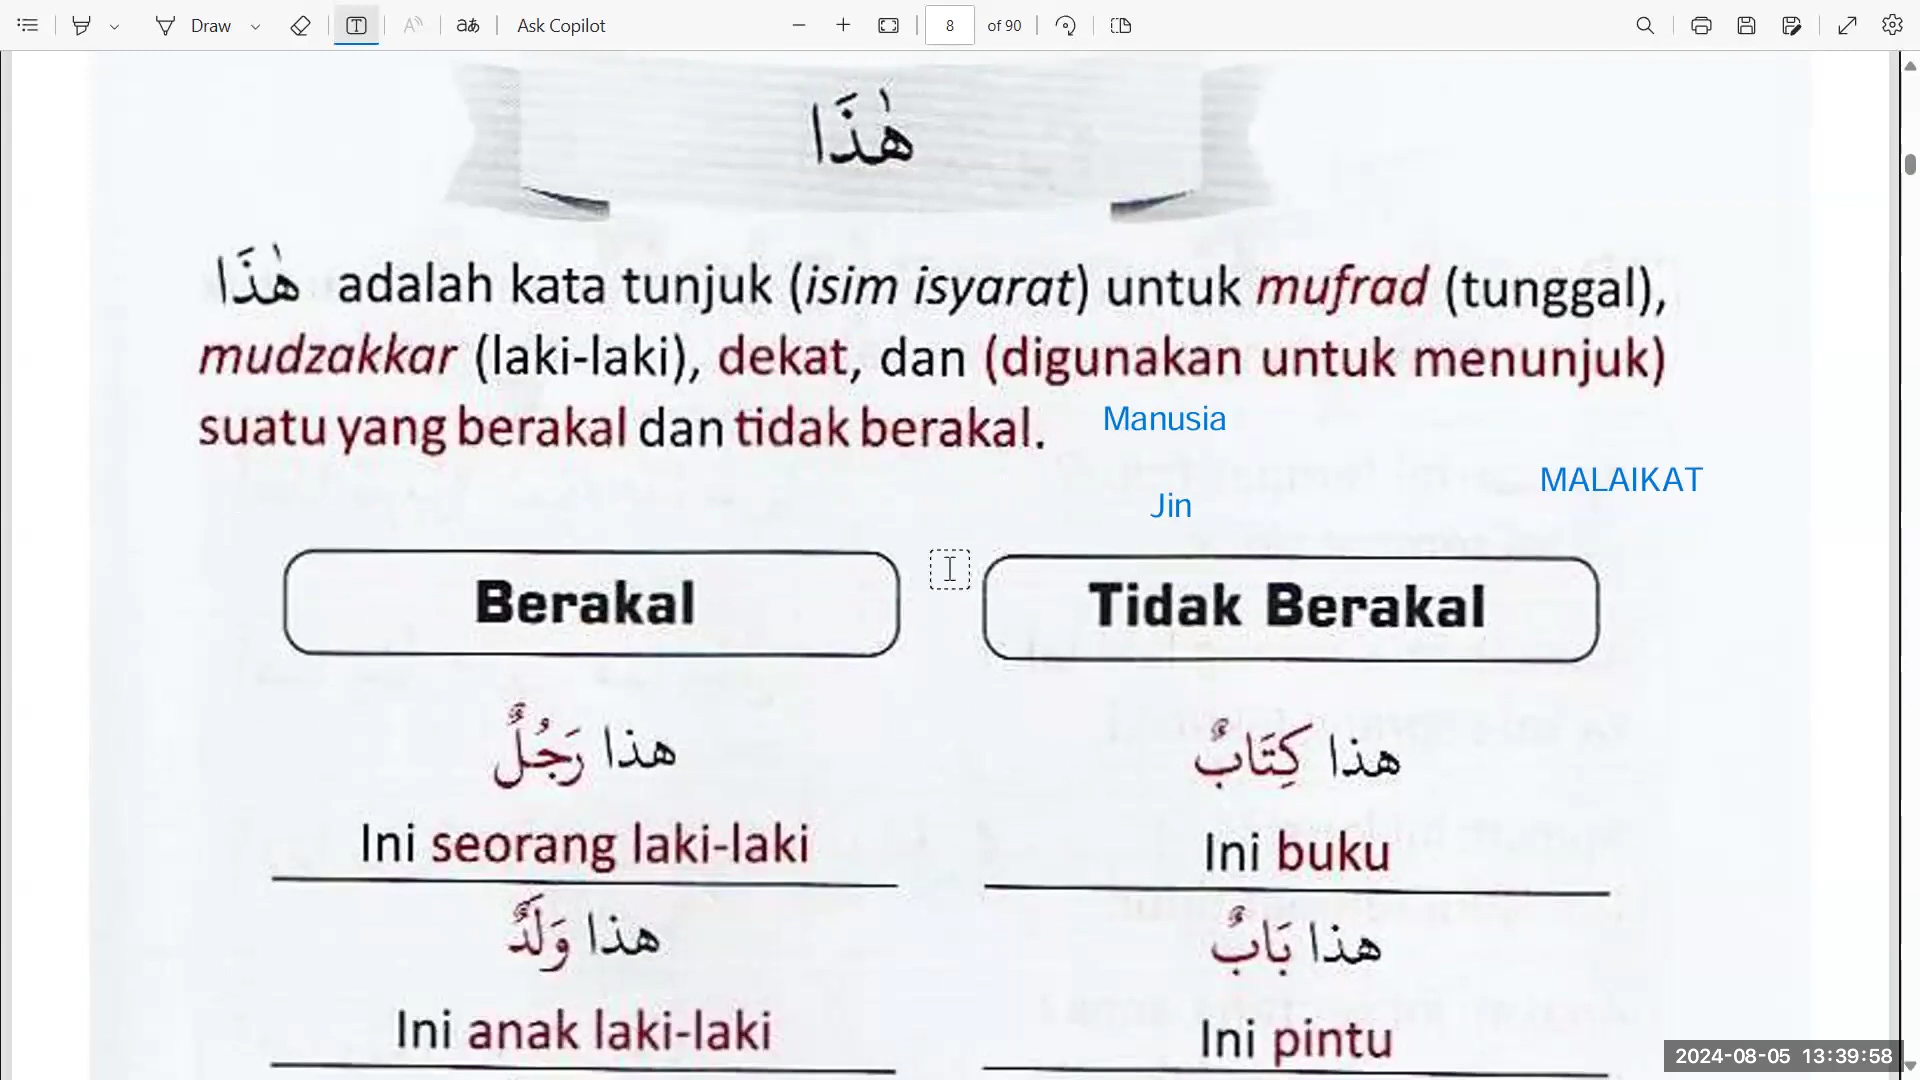 Draw
Ask Copilot
8 of 90
هٰذَا
هٰذَا adalah kata tunjuk (isim isyarat) untuk mufrad (tunggal),
mudzakkar (laki-laki), dekat, dan (digunakan untuk menunjuk)
suatu yang berakal dan tidak berakal.
Manusia
MALAIKAT
Jin
Berakal
هذا رَجُلٌ
Ini seorang laki-laki
هذا وَلَدٌ
Ini anak laki-laki
Tidak Berakal
هذا كِتَابٌ
Ini buku
هذا بَابٌ
Ini pintu
2024-08-05 13:39:58